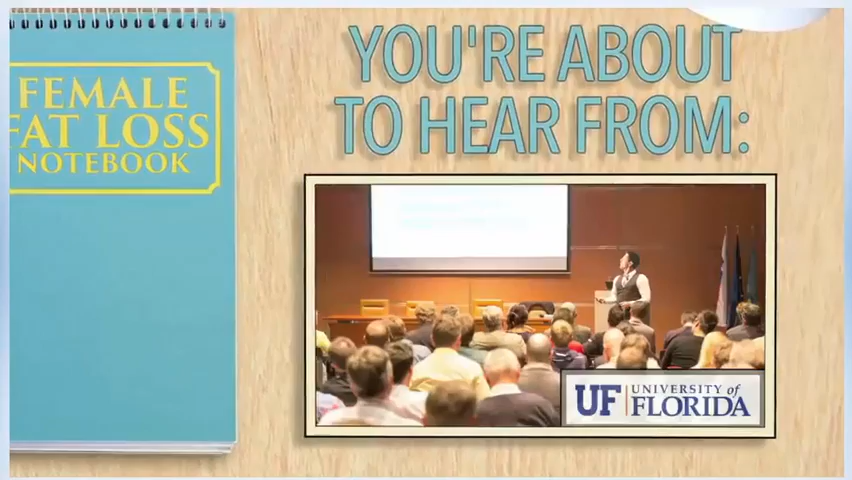 FEMALE
FAT LOSS
NOTEBOOK
YOU'RE ABOUT
TO HEAR FROM:
UF UNIVERSITY of
FLORIDA